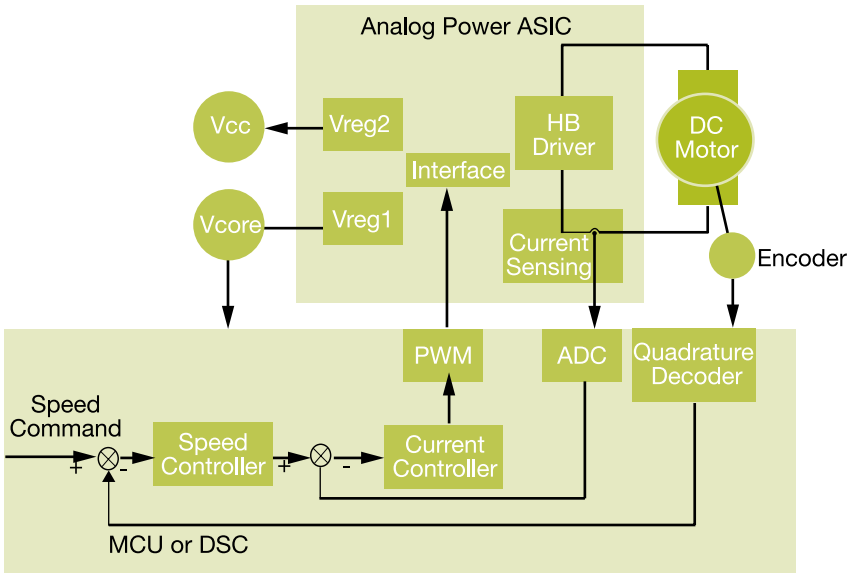 Analog Power ASIC
Vcc
Vreg2
HB
Driver
DC
Motor
Interface
Vcore
Vreg1
Current
Sensing
Encoder
PWM
ADC
Quadrature
Decoder
Speed
Command
+
-
Speed
Controller
+
-
Current
Controller
MCU or DSC